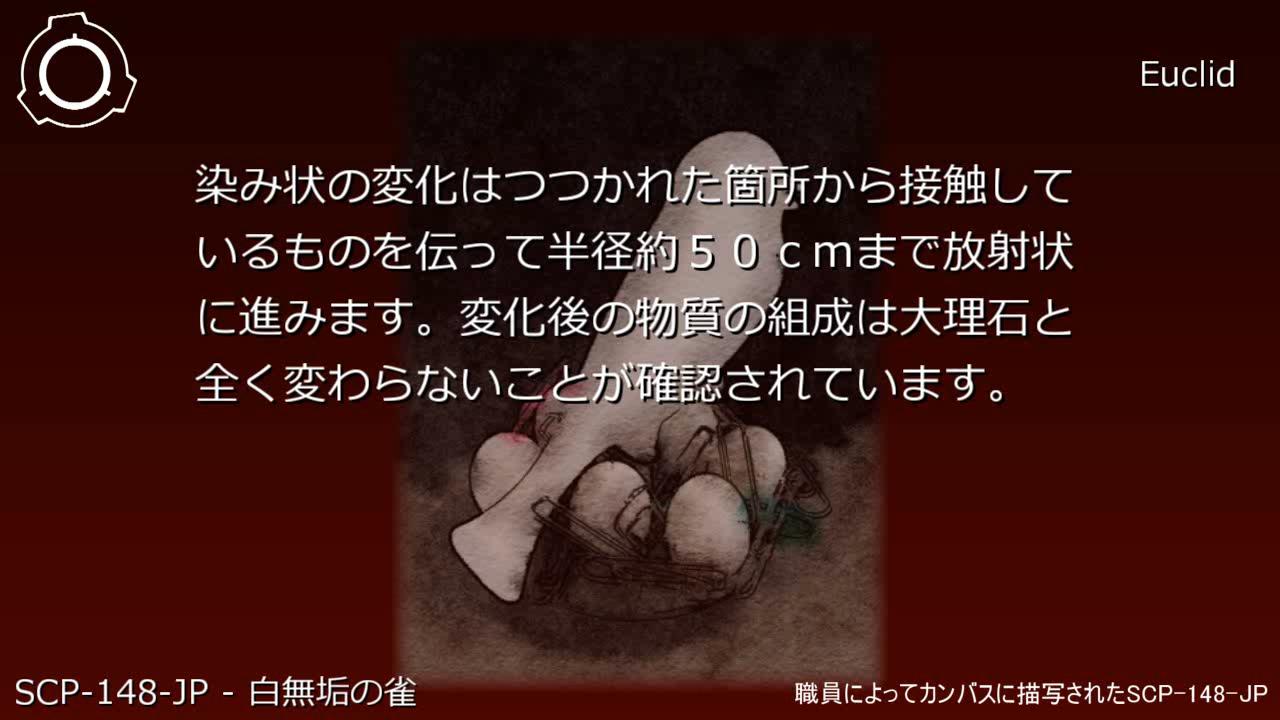 Euclid
染み状の変化はつつかれた箇所から接触して
いるものを伝って半径約５０ｃｍまで放射状
に進みます。変化後の物質の組成は大理石と
全く変わらないことが確認されています。
SCP-148-JP - 白無垢の雀
職員によってカンバスに描写されたSCP-148-JP